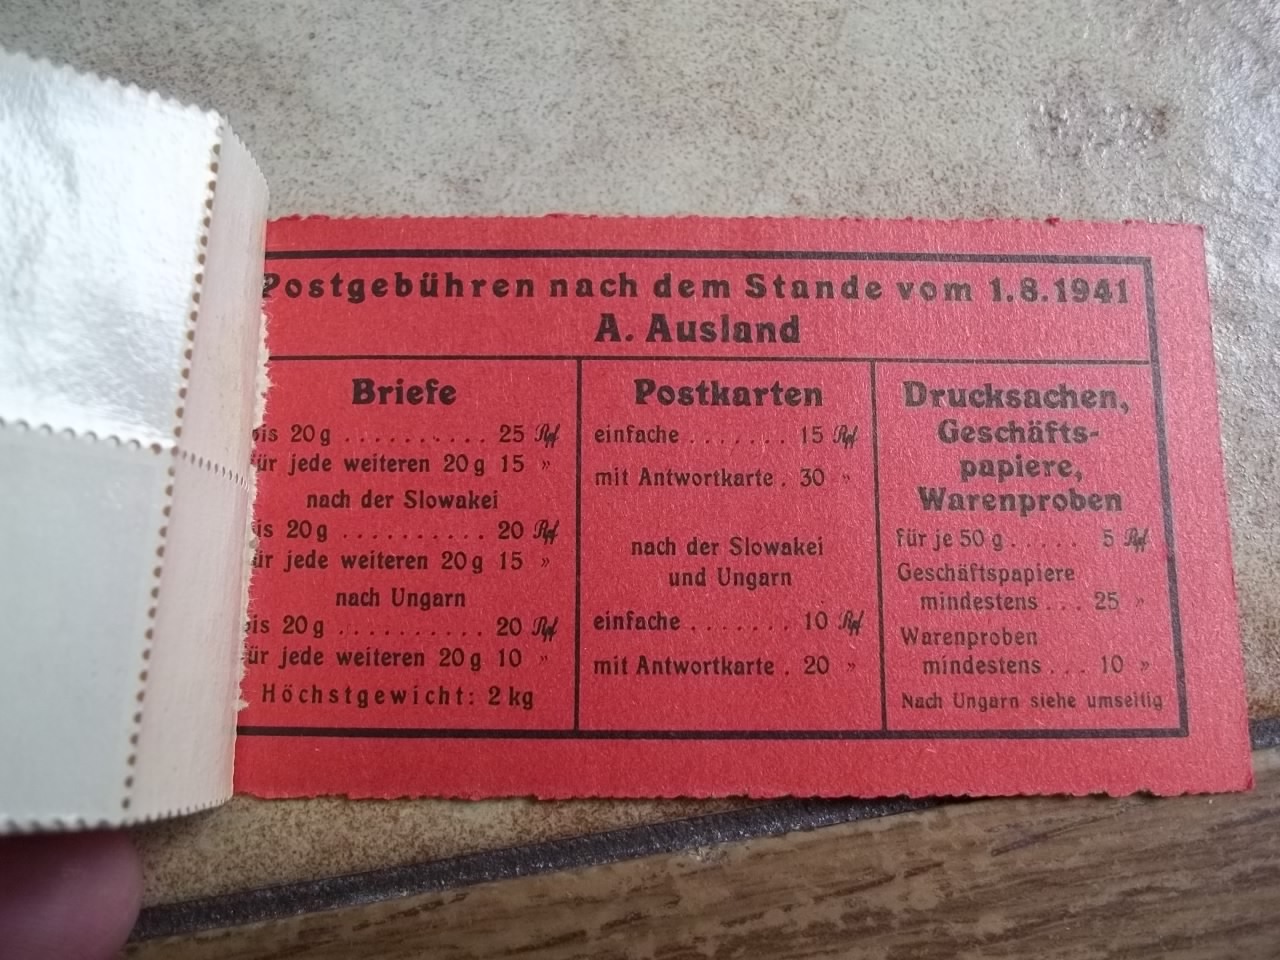 Postgebühren nach dem Stande vom 1.8.1941
A. Ausland
Briefe
bis 20 g .......... 25 Rpf
für jede weiteren 20 g 15 "
nach der Slowakei
bis 20 g .......... 20 Rpf
für jede weiteren 20 g 15 "
nach Ungarn
bis 20 g .......... 20 Rpf
für jede weiteren 20 g 10 "
Höchstgewicht: 2 kg
Postkarten
einfache ....... 15 Rpf
mit Antwortkarte . 30 "
nach der Slowakei
und Ungarn
einfache ....... 10 Rpf
mit Antwortkarte . 20 "
Drucksachen,
Geschäfts-
papiere,
Warenproben
für je 50 g ..... 5 Rpf
Geschäftspapiere
mindestens ... 25 "
Warenproben
mindestens ... 10 "
Nach Ungarn siehe umseitig